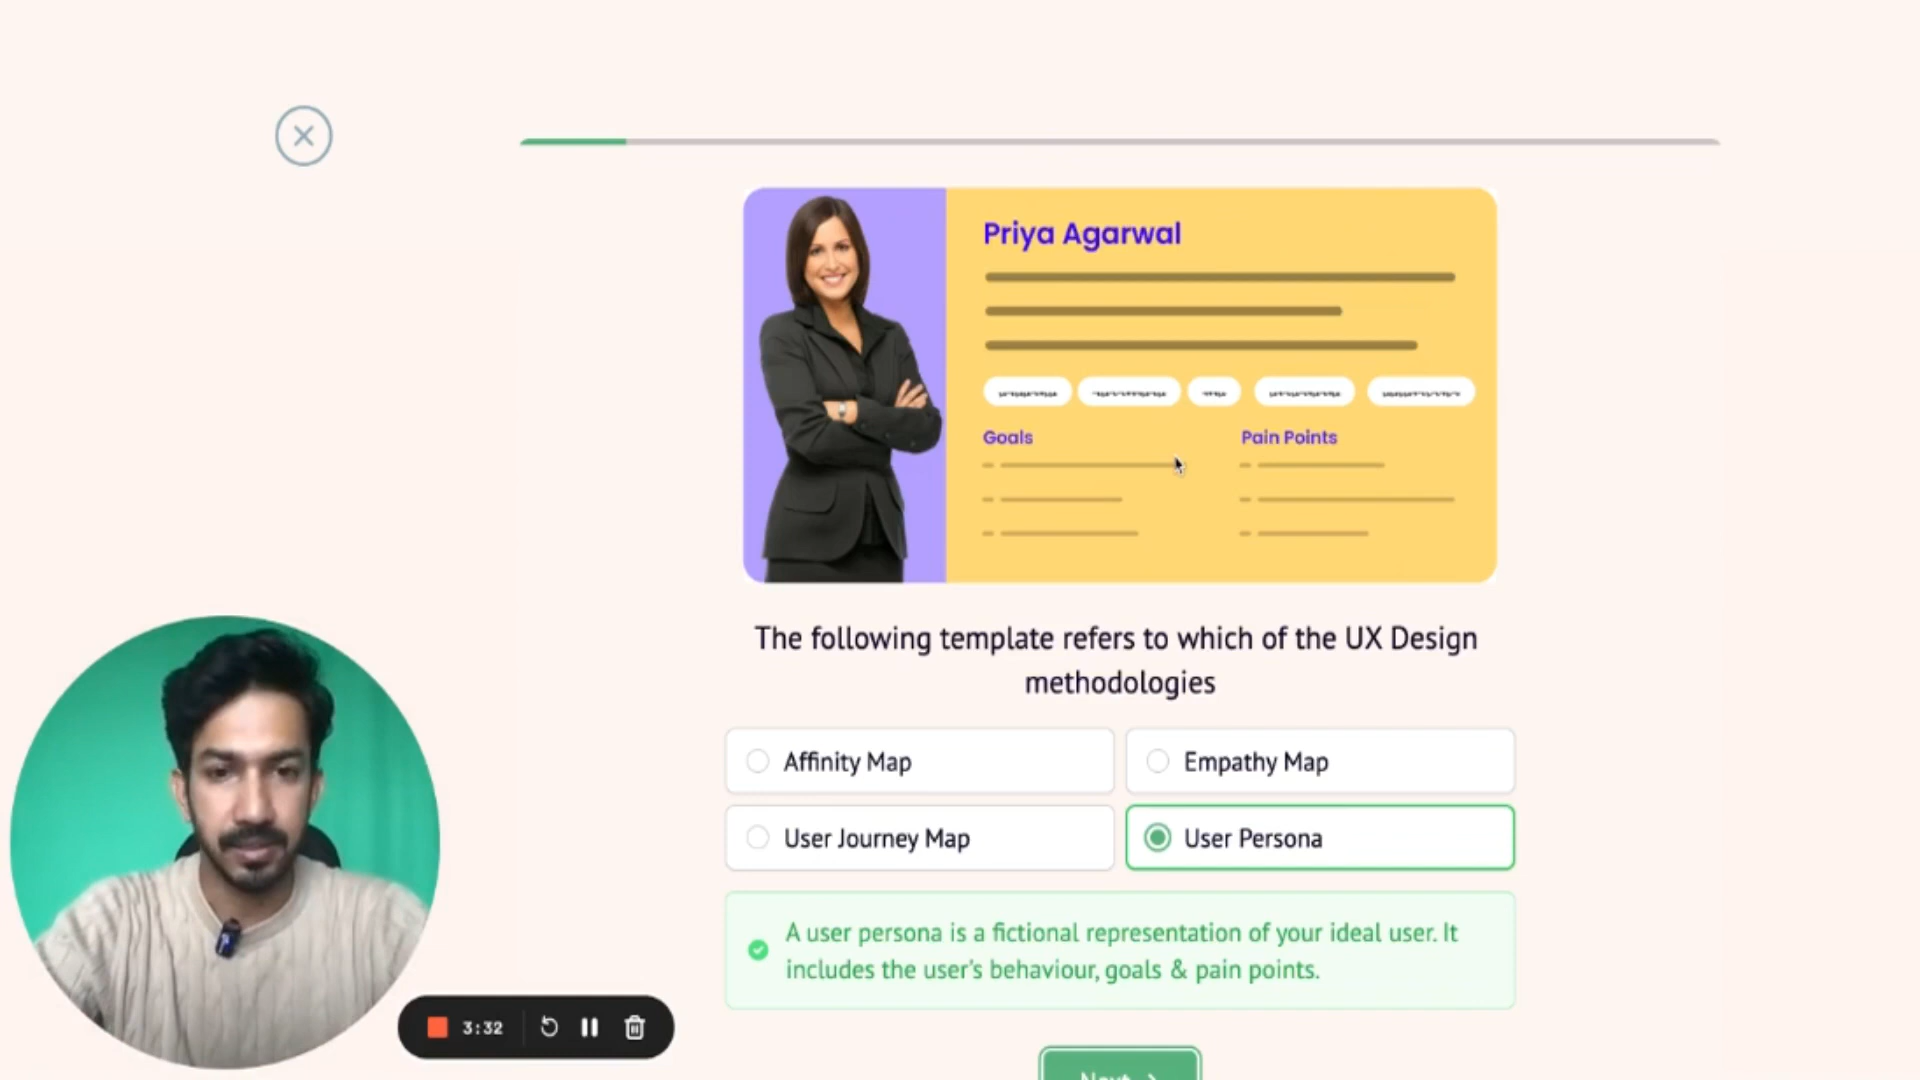 Priya Agarwal
Goals
Pain Points
The following template refers to which of the UX Design
methodologies
Affinity Map
Empathy Map
User Journey Map
User Persona
A user persona is a fictional representation of your ideal user. It
includes the user's behaviour, goals & pain points.
3:32
Next